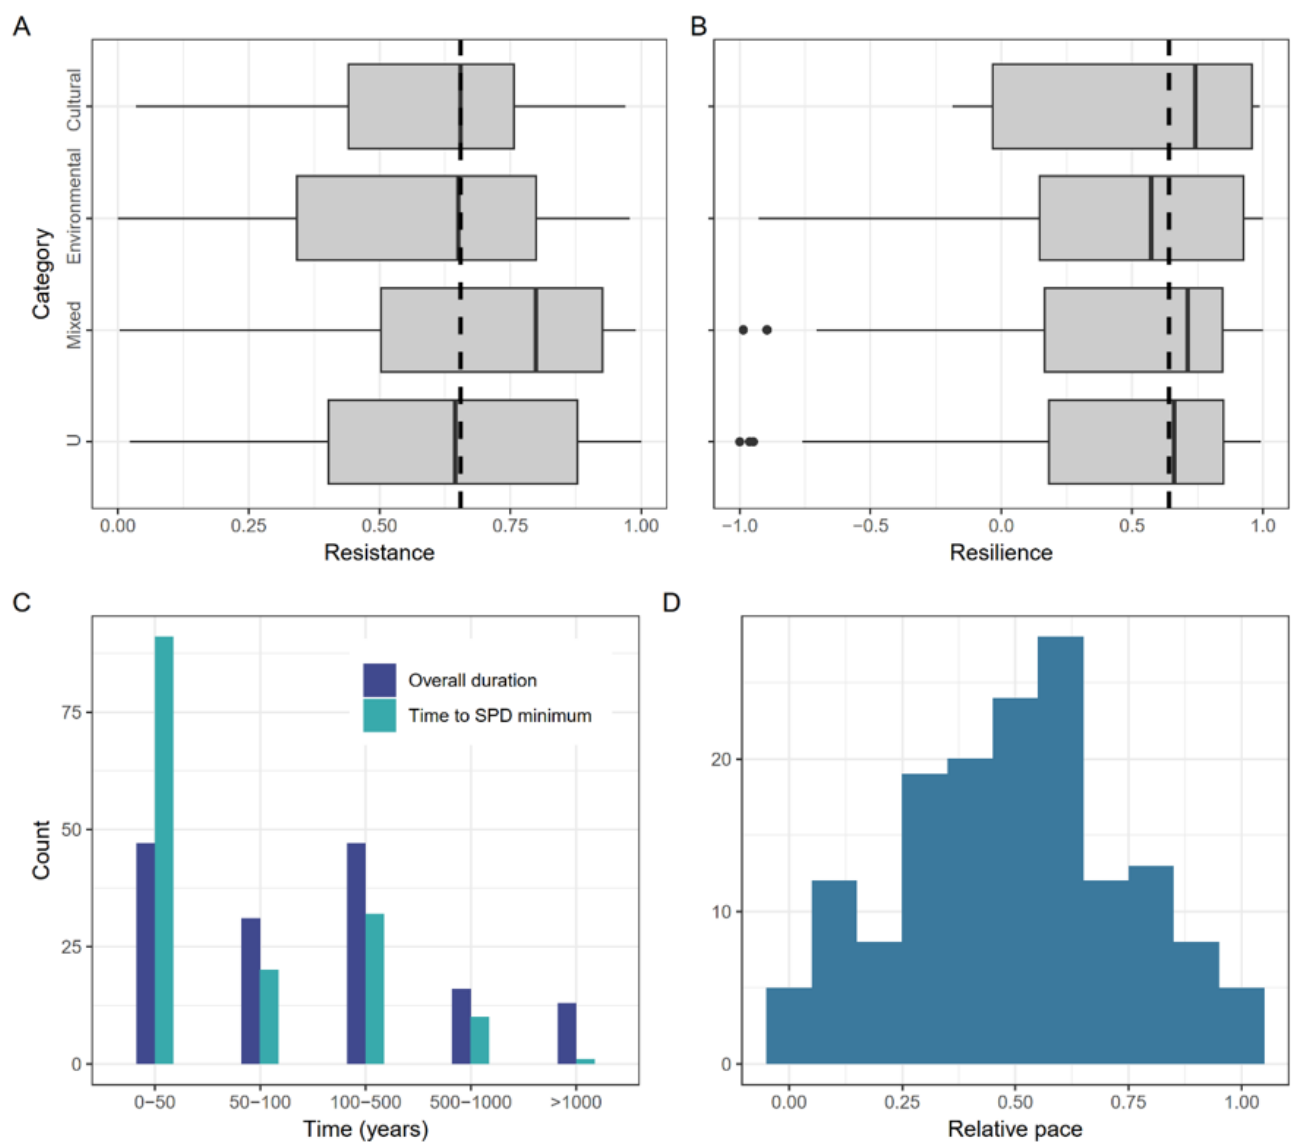 A
Cultural
Environmental
Mixed
U
Category
0.00 0.25 0.50 0.75 1.00
Resistance
B
−1.0 −0.5 0.0 0.5 1.0
Resilience
C
Overall duration
Time to SPD minimum
75
50
25
0
Count
0−50 50−100 100−500 500−1000 >1000
Time (years)
D
20
10
0
0.00 0.25 0.50 0.75 1.00
Relative pace